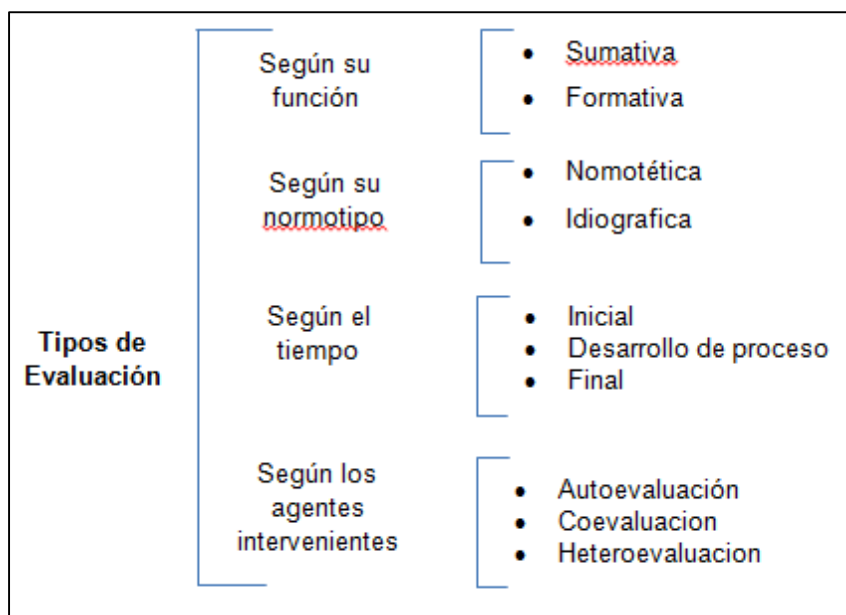 Tipos de
Evaluación
Según su
función
• Sumativa
• Formativa
Según su
normotipo
• Nomotética
• Idiografica
Según el
tiempo
• Inicial
• Desarrollo de proceso
• Final
Según los
agentes
intervenientes
• Autoevaluación
• Coevaluacion
• Heteroevaluacion